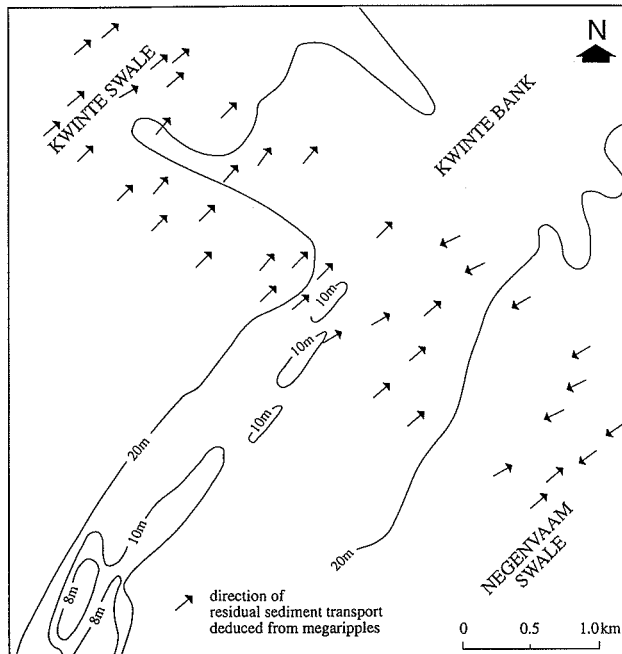 N
KWINTE SWALE
KWINTE BANK
10m
10m
10m
20m
10m
20m
8m
8m
NEGENVAAM
SWALE
direction of
residual sediment transport
deduced from megaripples
0 0.5 1.0km